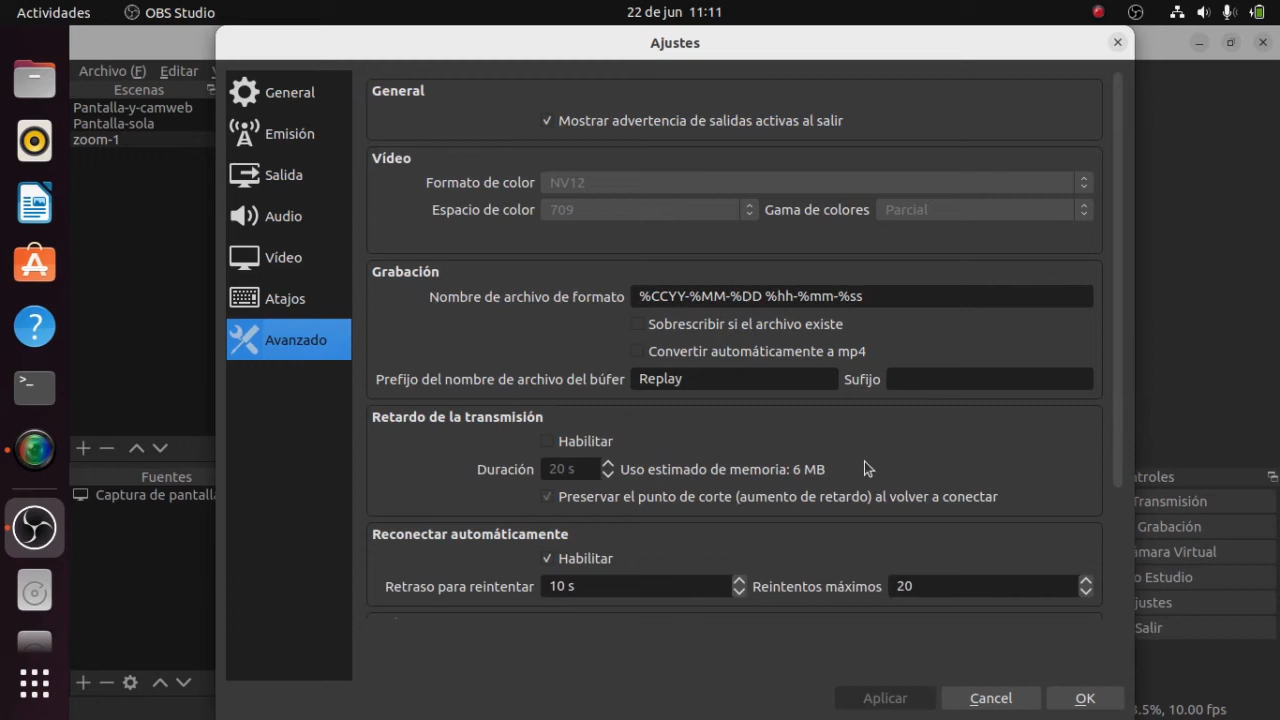 Actividades OBS Studio 22 de jun 11:11
Ajustes
Archivo (F) Editar
Escenas
Pantalla-y-camweb
Pantalla-sola
zoom-1
Fuentes
Captura de pantall
General
Emisión
Salida
Audio
Vídeo
Atajos
Avanzado
General
Mostrar advertencia de salidas activas al salir
Vídeo
Formato de color NV12
Espacio de color 709 Gama de colores Parcial
Grabación
Nombre de archivo de formato %CCYY-%MM-%DD %hh-%mm-%ss
Sobrescribir si el archivo existe
Convertir automáticamente a mp4
Prefijo del nombre de archivo del búfer Replay Sufijo
Retardo de la transmisión
Habilitar
Duración 20 s Uso estimado de memoria: 6 MB
Preservar el punto de corte (aumento de retardo) al volver a conectar
Reconectar automáticamente
Habilitar
Retraso para reintentar 10 s Reintentos máximos 20
Aplicar Cancel OK
ntroles
Transmisión
Grabación
ámara Virtual
o Estudio
justes
Salir
3.5%, 10.00 fps